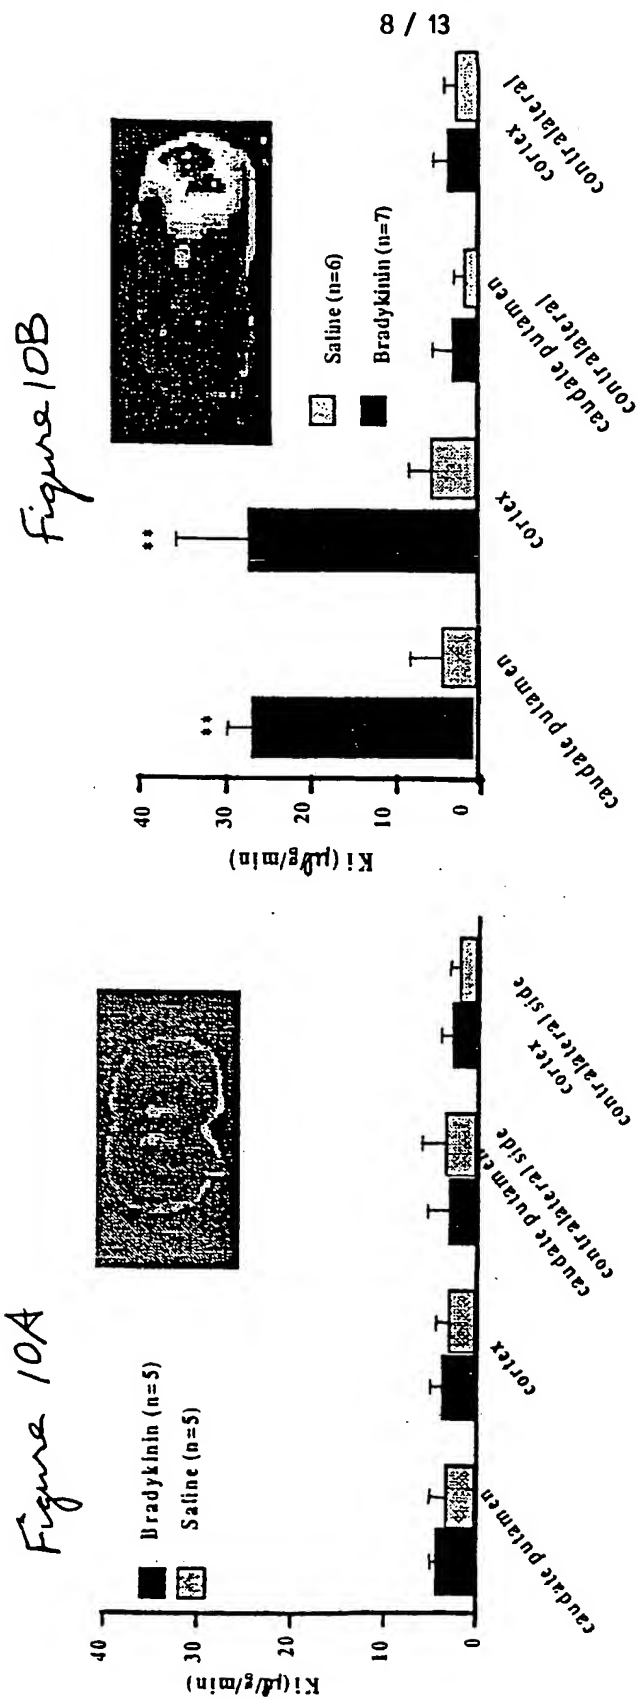 8 / 13
Figure 10A
Bradykinin (n=5)
Saline (n=5)
Ki (µl/g/min)
40
20
10
0
caudate putamen
cortex
caudate putamen
contralateral side
cortex
contralateral side
Figure 10B
Saline (n=6)
Bradykinin (n=7)
Ki (µl/g/min)
40
30
20
10
0
**
**
caudate putamen
cortex
caudate putamen
contralateral
cortex
contralateral